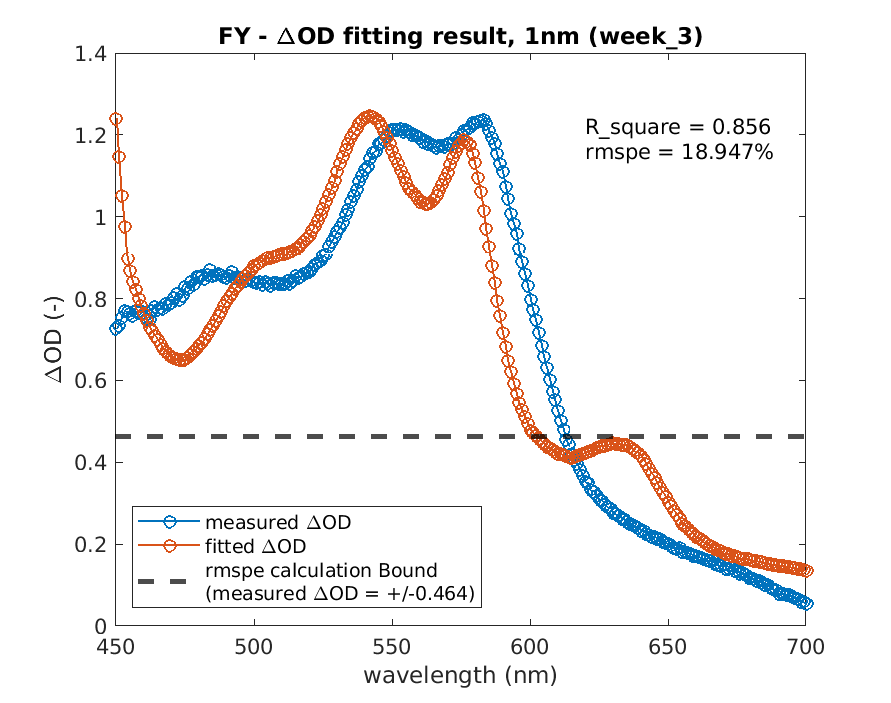 FY - ΔOD fitting result, 1nm (week_3)
1.4
1.2
1
0.8
0.6
0.4
0.2
0
ΔOD (-)
R_square = 0.856
rmspe = 18.947%
measured ΔOD
fitted ΔOD
rmspe calculation Bound
(measured ΔOD = +/-0.464)
450
500
550
600
650
700
wavelength (nm)